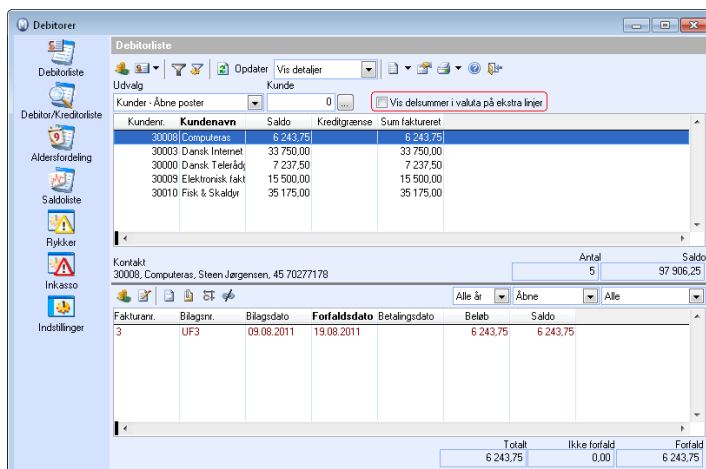 Debitorer
Debitorliste
Debitorliste
Debitor/Kreditorliste
Aldersfordeling
Saldoliste
Rykker
Inkasso
Indstillinger
Opdater Vis detaljer
Udvalg Kunde
Kunder - Åbne poster 0 ... Vis delsummer i valuta på ekstra linjer
Kundenr. Kundenavn Saldo Kreditgrænse Sum faktureret
30008 Computeras 6 243,75 6 243,75
30003 Dansk Internet 33 750,00 33 750,00
30000 Dansk Telerådg 7 237,50 7 237,50
30009 Elektronisk fakt 15 500,00 15 500,00
30010 Fisk & Skaldyr 35 175,00 35 175,00
Kontakt Antal Saldo
30008, Computeras, Steen Jørgensen, 45 70277178 5 97 906,25
Alle år Åbne Alle
Fakturanr. Bilagsnr. Bilagsdato Forfaldsdato Betalingsdato Beløb Saldo
3 UF3 09.08.2011 19.08.2011 6 243,75 6 243,75
Totalt Ikke forfald Forfald
6 243,75 0,00 6 243,75